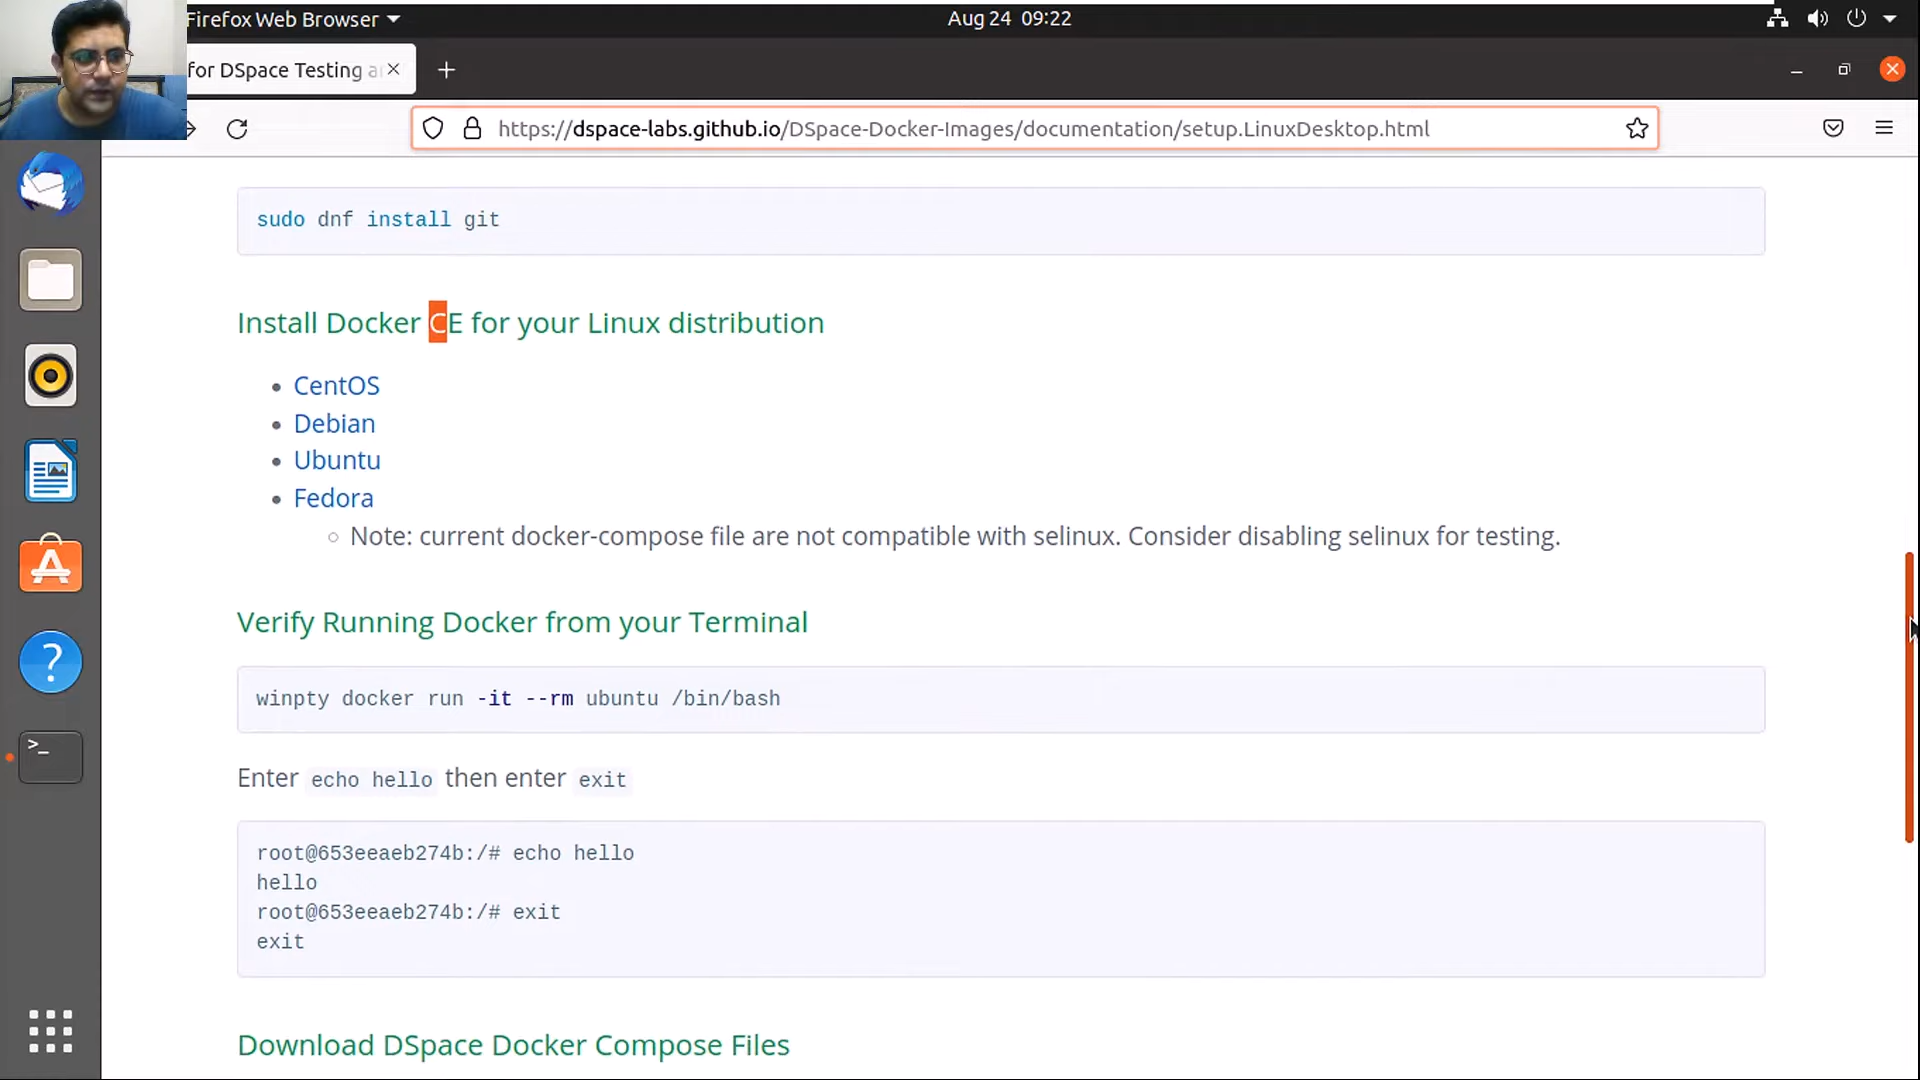 Firefox Web Browser
Aug 24 09:22
for DSpace Testing a
https://dspace-labs.github.io/DSpace-Docker-Images/documentation/setup.LinuxDesktop.html
sudo dnf install git
Install Docker CE for your Linux distribution
CentOS
Debian
Ubuntu
Fedora
Note: current docker-compose file are not compatible with selinux. Consider disabling selinux for testing.
Verify Running Docker from your Terminal
winpty docker run -it --rm ubuntu /bin/bash
Enter echo hello then enter exit
root@653eeaeb274b:/# echo hello
hello
root@653eeaeb274b:/# exit
exit
Download DSpace Docker Compose Files